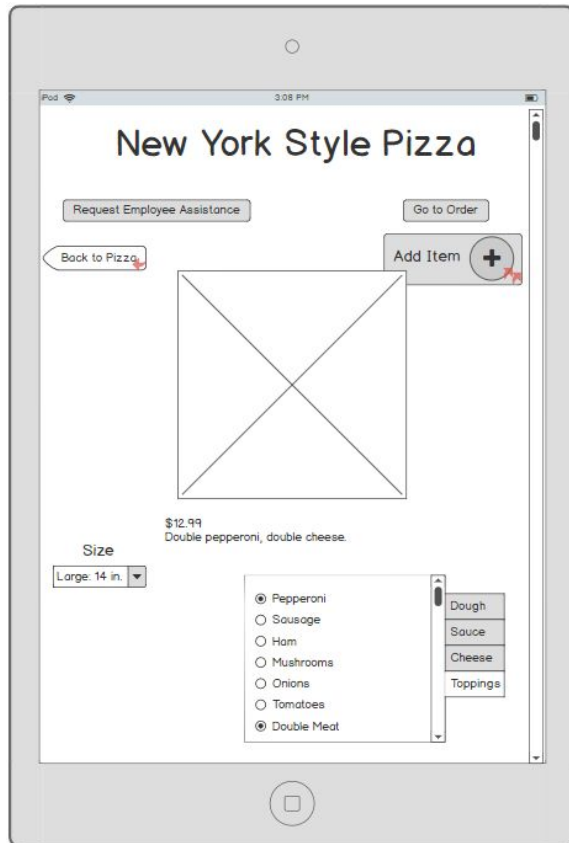 iPod 3:08 PM
New York Style Pizza
Request Employee Assistance
Go to Order
Back to Pizza
Add Item
$12.99
Double pepperoni, double cheese.
Size
Large: 14 in.
Pepperoni
Sausage
Ham
Mushrooms
Onions
Tomatoes
Double Meat
Dough
Sauce
Cheese
Toppings